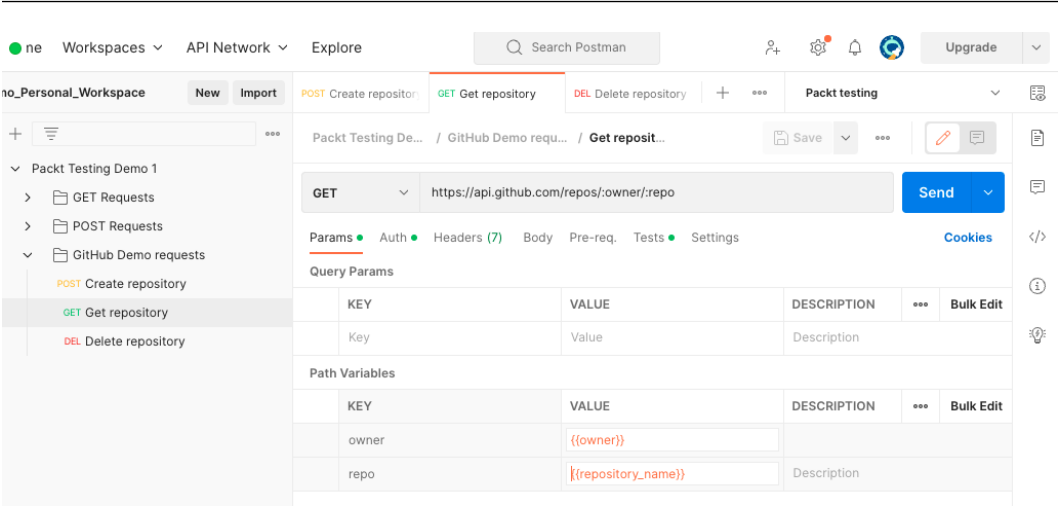 ne Workspaces API Network Explore Search Postman Upgrade
no_Personal_Workspace New Import POST Create repositor GET Get repository DEL Delete repository Packt testing
Packt Testing De... / GitHub Demo requ... / Get reposit... Save
Packt Testing Demo 1
GET https://api.github.com/repos/:owner/:repo Send
GET Requests
POST Requests
Params Auth Headers (7) Body Pre-req. Tests Settings Cookies
GitHub Demo requests
Query Params
POST Create repository
KEY VALUE DESCRIPTION Bulk Edit
GET Get repository
Key Value Description
DEL Delete repository
Path Variables
KEY VALUE DESCRIPTION Bulk Edit
owner {{owner}}
repo {{repository_name}} Description